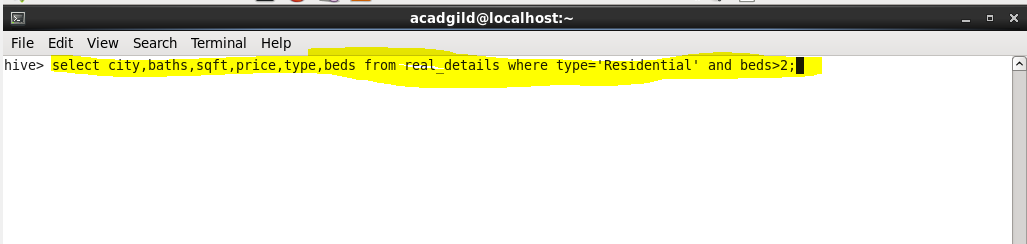 acadgild@localhost:~
File Edit View Search Terminal Help
hive> select city,baths,sqft,price,type,beds from real_details where type='Residential' and beds>2;